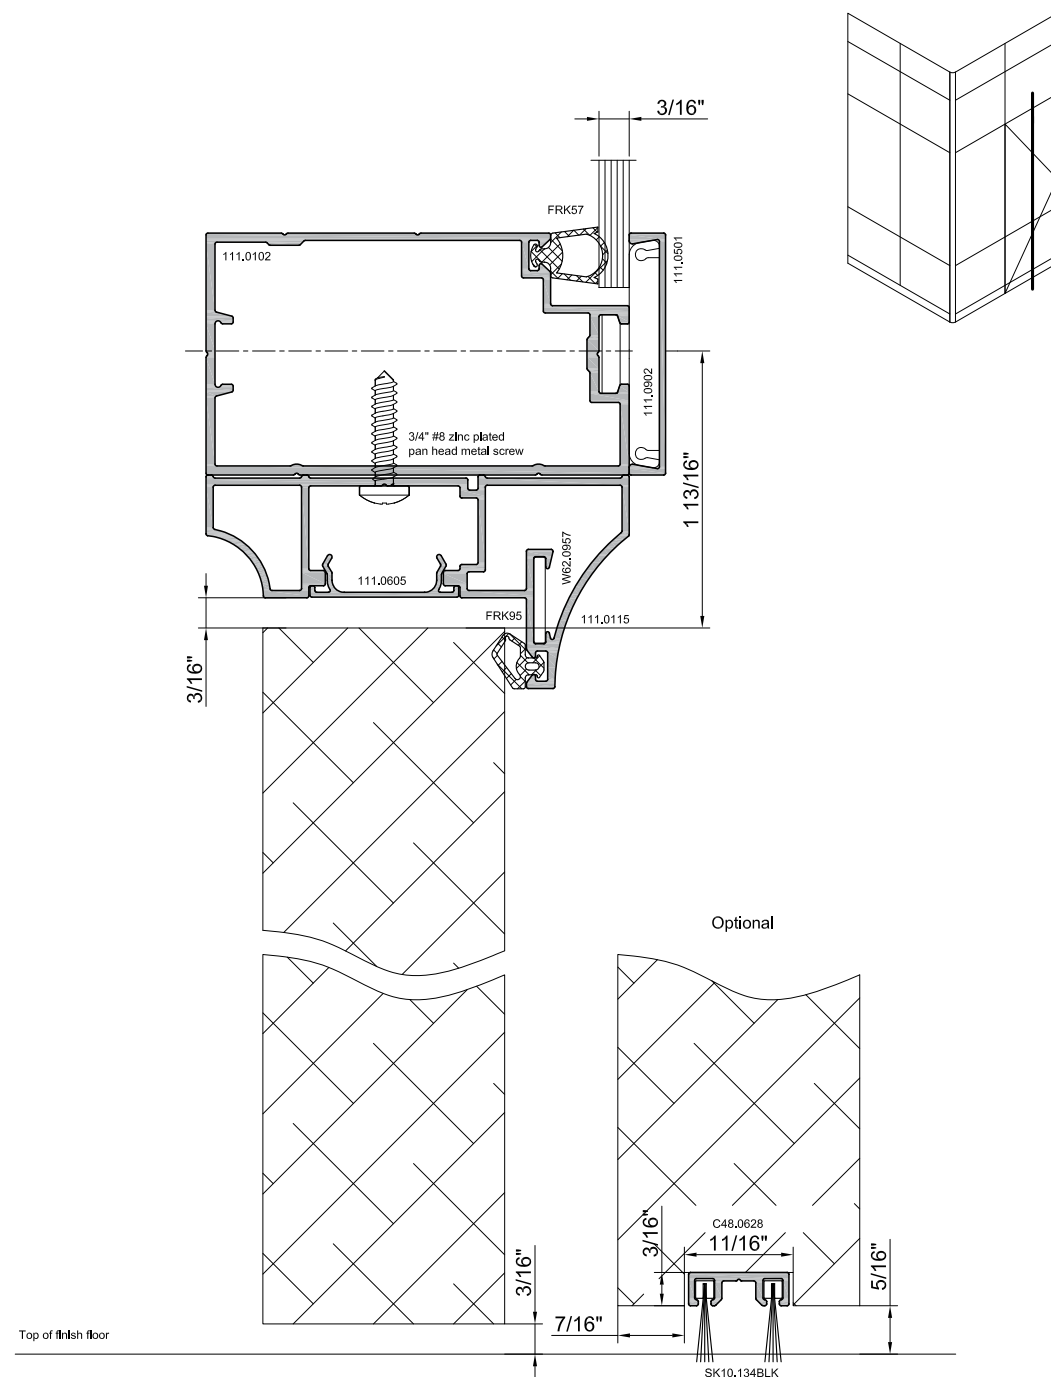 3/16"
FRK57
111.0102
111.0501
111.0902
3/4" #8 zinc plated
pan head metal screw
1 13/16"
W62.0957
111.0605
FRK95
111.0115
3/16"
Optional
3/16"
C48.0628
11/16"
3/16"
5/16"
7/16"
Top of finish floor
SK10.134BLK